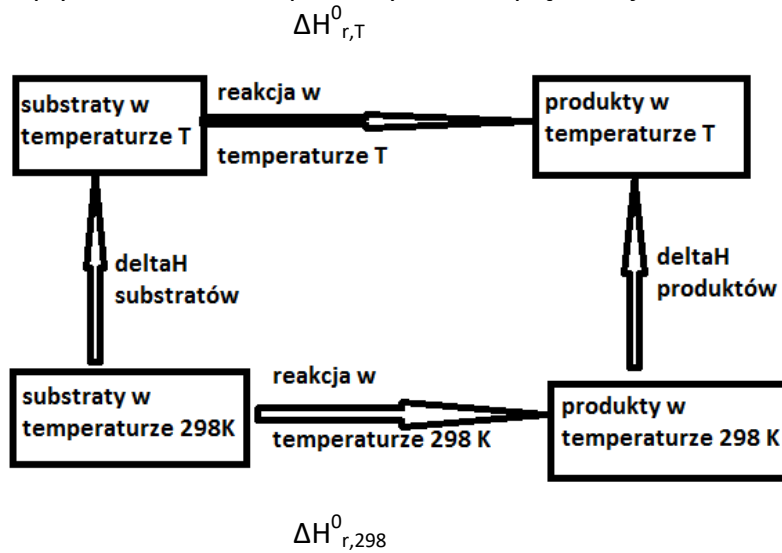 ΔH⁰r,T
substraty w
temperaturze T
reakcja w
temperaturze T
produkty w
temperaturze T
deltaH
substratów
deltaH
produktów
substraty w
temperaturze 298K
reakcja w
temperaturze 298 K
produkty w
temperaturze 298 K
ΔH⁰r,298